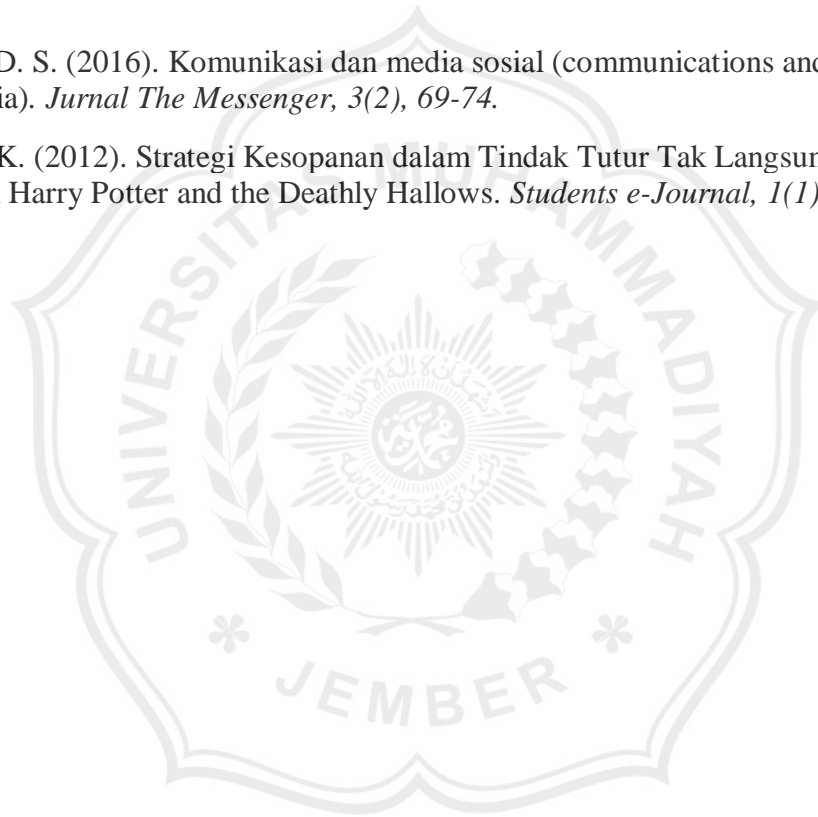 D. S. (2016). Komunikasi dan media sosial (communications and
ia). Jurnal The Messenger, 3(2), 69-74.
K. (2012). Strategi Kesopanan dalam Tindak Tutur Tak Langsun
Harry Potter and the Deathly Hallows. Students e-Journal, 1(1)
UNIVERSITAS MUHAMMADIYAH
JEMBER